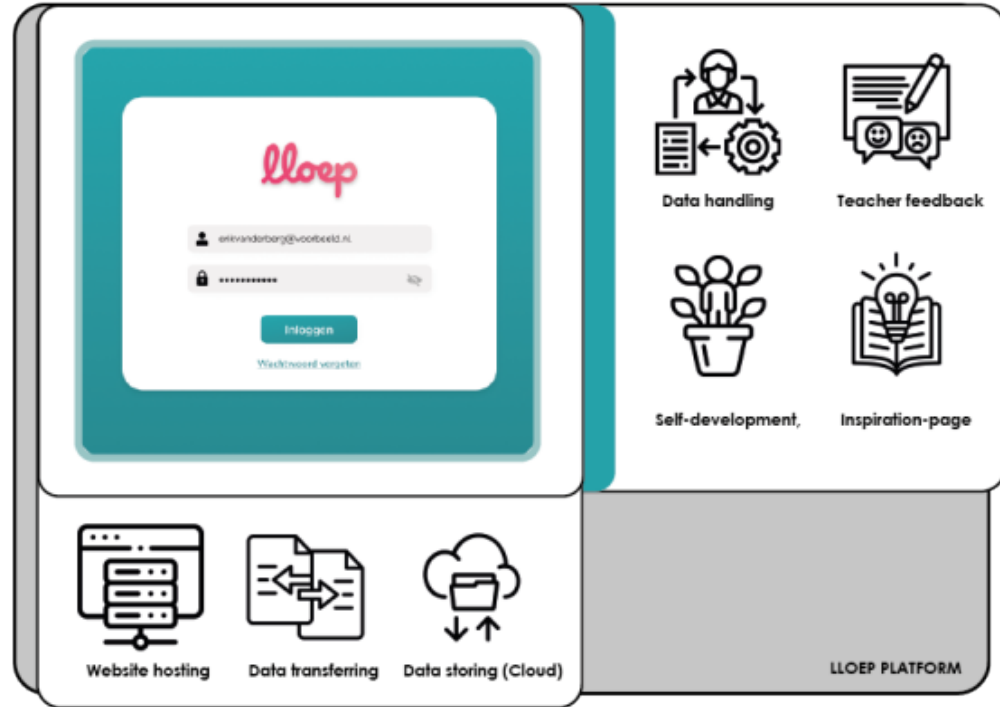 lloep
erikvanderberg@voorbeeld.nl
Inloggen
Wachtwoord vergeten
Data handling
Teacher feedback
Self-development,
Inspiration-page
Website hosting
Data transferring
Data storing (Cloud)
LLOEP PLATFORM